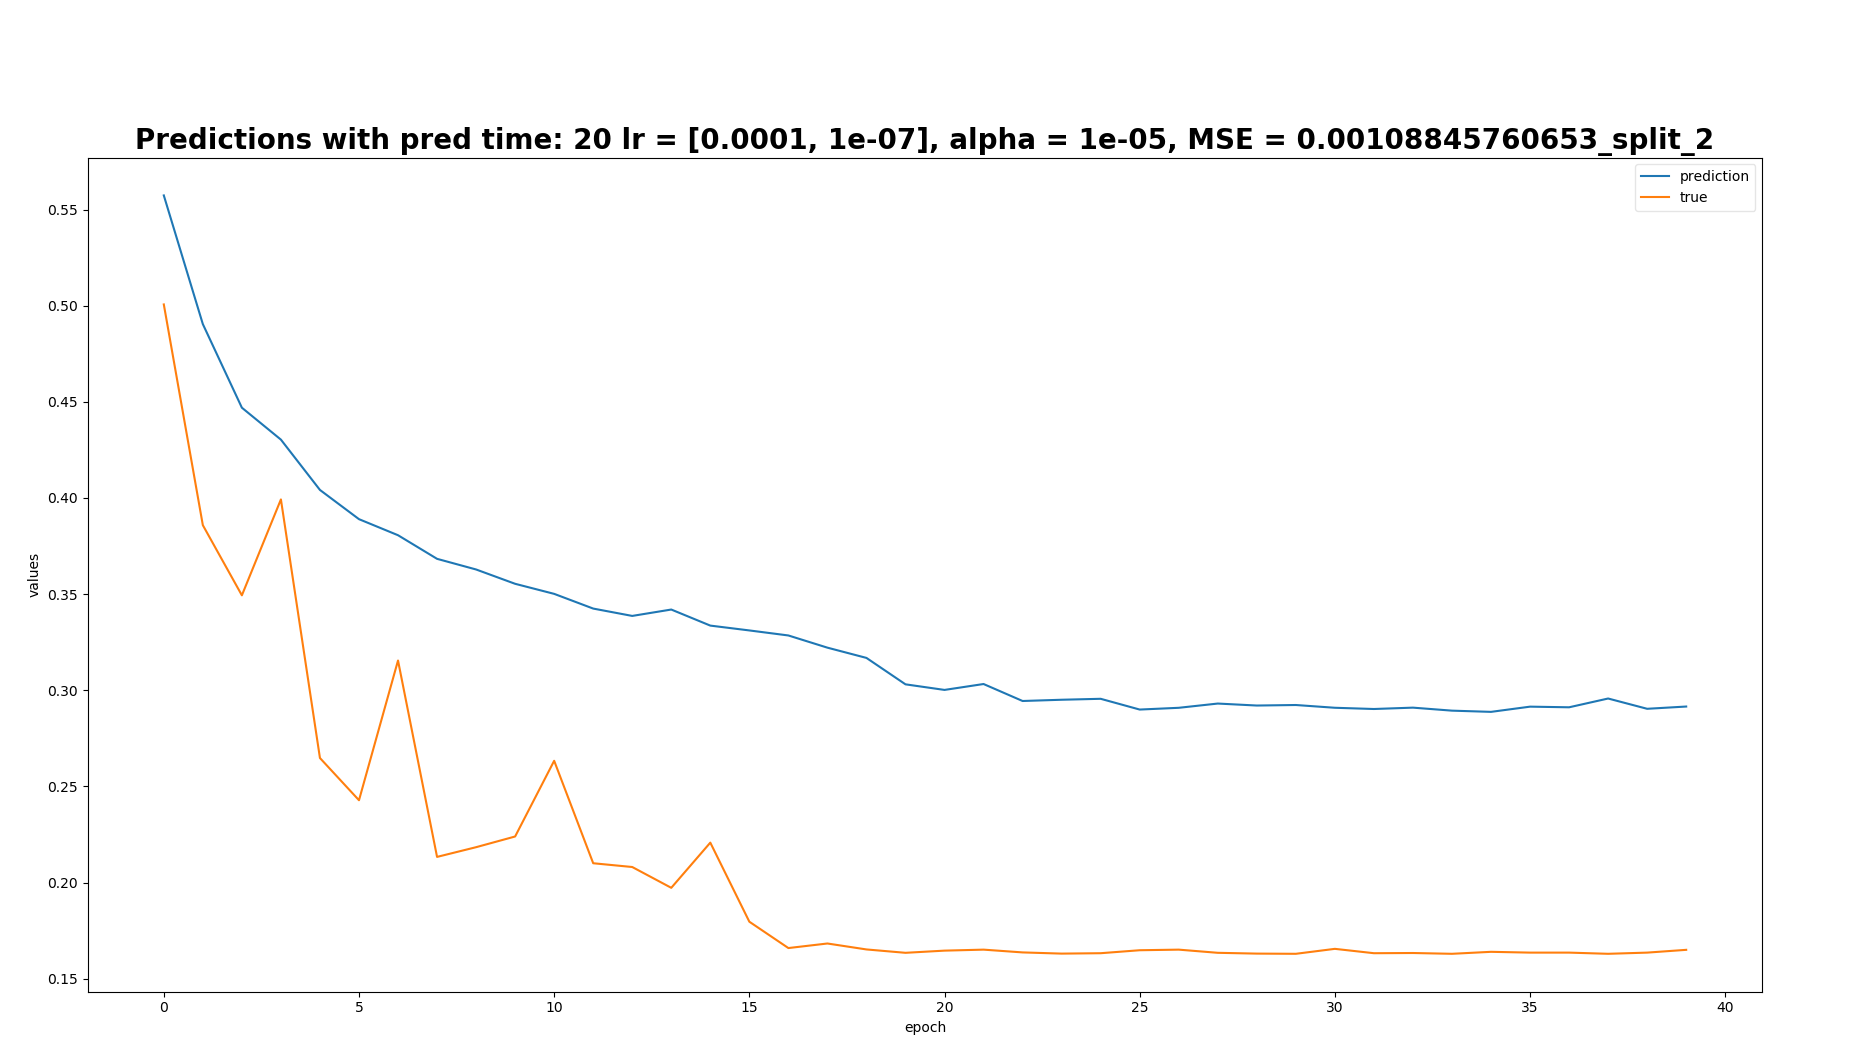 Predictions with pred time: 20 lr = [0.0001, 1e-07], alpha = 1e-05, MSE = 0.00108845760653_split_2
prediction
true
0.55
0.50
0.45
0.40
0.35
0.30
0.25
0.20
0.15
values
0 5 10 15 20 25 30 35 40
epoch